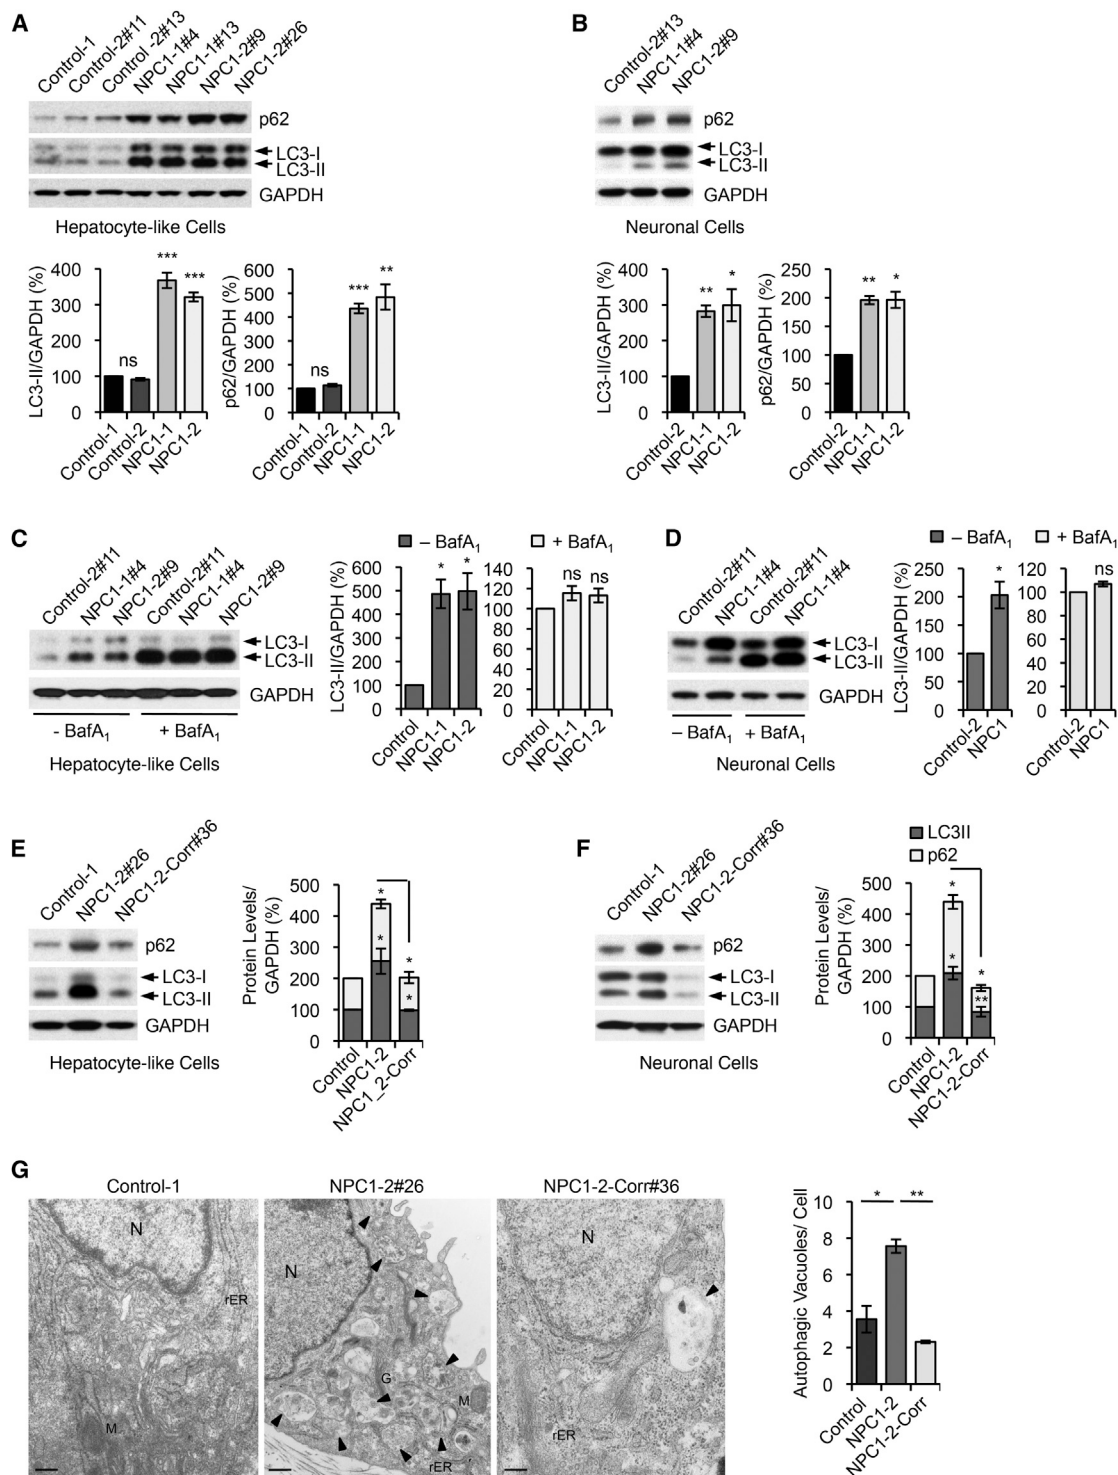 A
Control-1
Control-2#11
Control -2#13
NPC1-1#4
NPC1-1#13
NPC1-2#9
NPC1-2#26
p62
LC3-I
LC3-II
GAPDH
Hepatocyte-like Cells
LC3-II/GAPDH (%)
400
300
200
100
0
ns
***
***
Control-1
Control-2
NPC1-1
NPC1-2
p62/GAPDH (%)
600
500
400
300
200
100
0
ns
***
**
Control-1
Control-2
NPC1-1
NPC1-2
B
Control-2#13
NPC1-1#4
NPC1-2#9
p62
LC3-I
LC3-II
GAPDH
Neuronal Cells
LC3-II/GAPDH (%)
400
300
200
100
0
**
*
Control-2
NPC1-1
NPC1-2
p62/GAPDH (%)
250
200
150
100
50
0
**
*
Control-2
NPC1-1
NPC1-2
C
Control-2#11
NPC1-1#4
NPC1-2#9
Control-2#11
NPC1-1#4
NPC1-2#9
LC3-I
LC3-II
GAPDH
- BafA1
+ BafA1
Hepatocyte-like Cells
– BafA1
+ BafA1
LC3-II/GAPDH (%)
600
500
400
300
200
100
0
*
*
Control
NPC1-1
NPC1-2
140
120
100
80
60
40
20
0
ns
ns
Control
NPC1-1
NPC1-2
D
Control-2#11
NPC1-1#4
Control-2#11
NPC1-1#4
LC3-I
LC3-II
GAPDH
– BafA1
+ BafA1
Neuronal Cells
– BafA1
+ BafA1
LC3-II/GAPDH (%)
250
200
150
100
50
0
*
Control-2
NPC1
120
100
80
60
40
20
0
ns
Control-2
NPC1
E
Control-1
NPC1-2#26
NPC1-2-Corr#36
p62
LC3-I
LC3-II
GAPDH
Hepatocyte-like Cells
Protein Levels/
GAPDH (%)
500
400
300
200
100
0
*
*
*
*
Control
NPC1-2
NPC1_2-Corr
F
Control-1
NPC1-2#26
NPC1-2-Corr#36
p62
LC3-I
LC3-II
GAPDH
Neuronal Cells
LC3II
p62
Protein Levels/
GAPDH (%)
500
400
300
200
100
0
*
*
*
**
Control
NPC1-2
NPC1-2-Corr
G
Control-1
N
rER
M
NPC1-2#26
N
G
M
rER
NPC1-2-Corr#36
N
rER
Autophagic Vacuoles/ Cell
10
8
6
4
2
0
*
**
Control
NPC1-2
NPC1-2-Corr